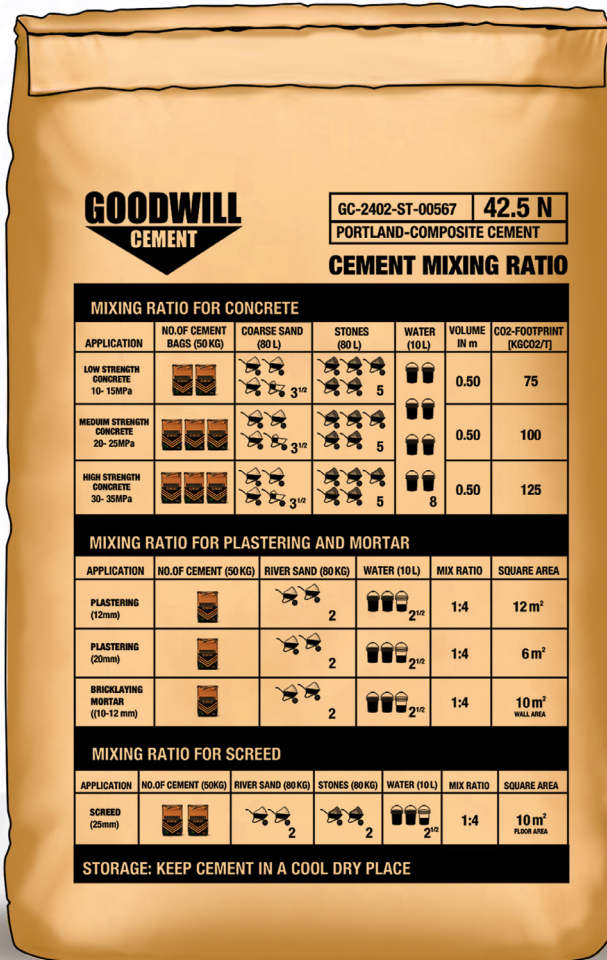 GOODWILL
CEMENT
GC-2402-ST-00567 42.5 N
PORTLAND-COMPOSITE CEMENT
CEMENT MIXING RATIO
MIXING RATIO FOR CONCRETE
APPLICATION NO.OF CEMENT BAGS (50 KG) COARSE SAND (80 L) STONES (80 L) WATER (10 L) VOLUME IN m CO2-FOOTPRINT [KGCO2/T]
LOW STRENGTH CONCRETE 10- 15MPa 3 1/2 5 0.50 75
MEDUIM STRENGTH CONCRETE 20- 25MPa 3 1/2 5 0.50 100
HIGH STRENGTH CONCRETE 30- 35MPa 3 1/2 5 8 0.50 125
MIXING RATIO FOR PLASTERING AND MORTAR
APPLICATION NO.OF CEMENT (50 KG) RIVER SAND (80 KG) WATER (10 L) MIX RATIO SQUARE AREA
PLASTERING (12mm) 2 2 1/2 1:4 12 m²
PLASTERING (20mm) 2 2 1/2 1:4 6 m²
BRICKLAYING MORTAR ((10-12 mm) 2 2 1/2 1:4 10 m² WALL AREA
MIXING RATIO FOR SCREED
APPLICATION NO.OF CEMENT (50KG) RIVER SAND (80 KG) STONES (80 KG) WATER (10 L) MIX RATIO SQUARE AREA
SCREED (25mm) 2 2 2 1/2 1:4 10 m² FLOOR AREA
STORAGE: KEEP CEMENT IN A COOL DRY PLACE